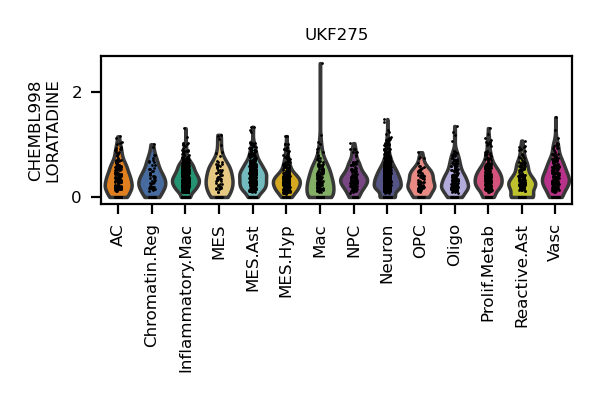 UKF275
CHEMBL998
LORATADINE
2
0
AC
Chromatin.Reg
Inflammatory.Mac
MES
MES.Ast
MES.Hyp
Mac
NPC
Neuron
OPC
Oligo
Prolif.Metab
Reactive.Ast
Vasc